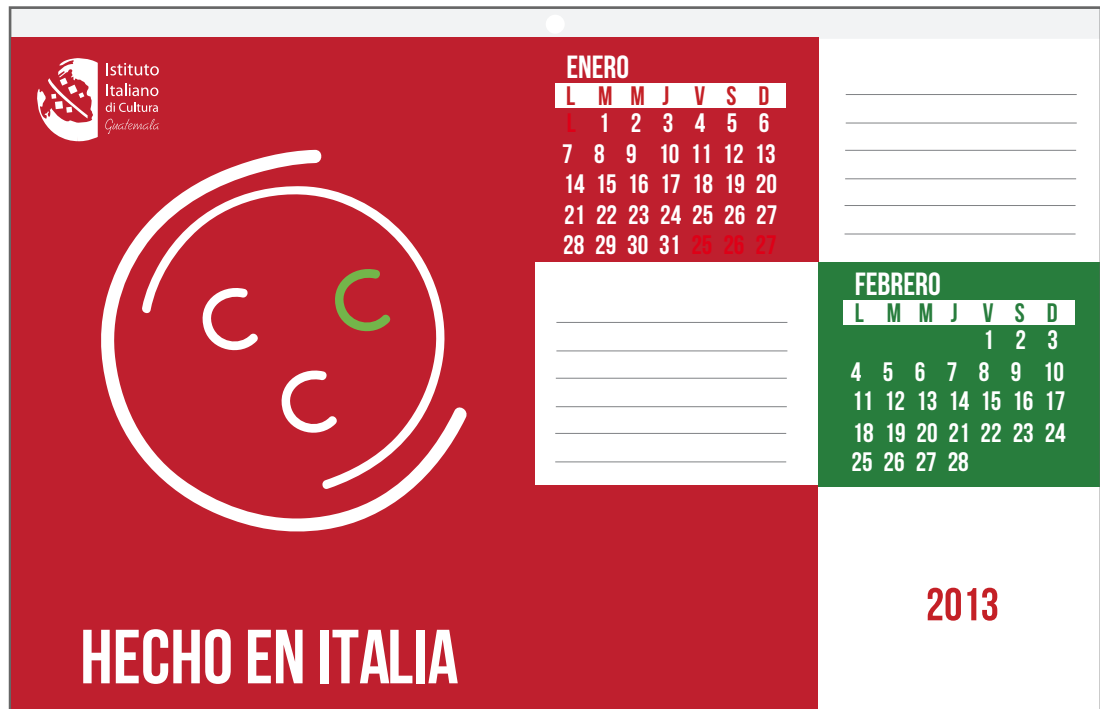 Istituto
Italiano
di Cultura
Guatemala
HECHO EN ITALIA
ENERO
L M M J V S D
L 1 2 3 4 5 6
7 8 9 10 11 12 13
14 15 16 17 18 19 20
21 22 23 24 25 26 27
28 29 30 31 25 26 27
FEBRERO
L M M J V S D
1 2 3
4 5 6 7 8 9 10
11 12 13 14 15 16 17
18 19 20 21 22 23 24
25 26 27 28
2013